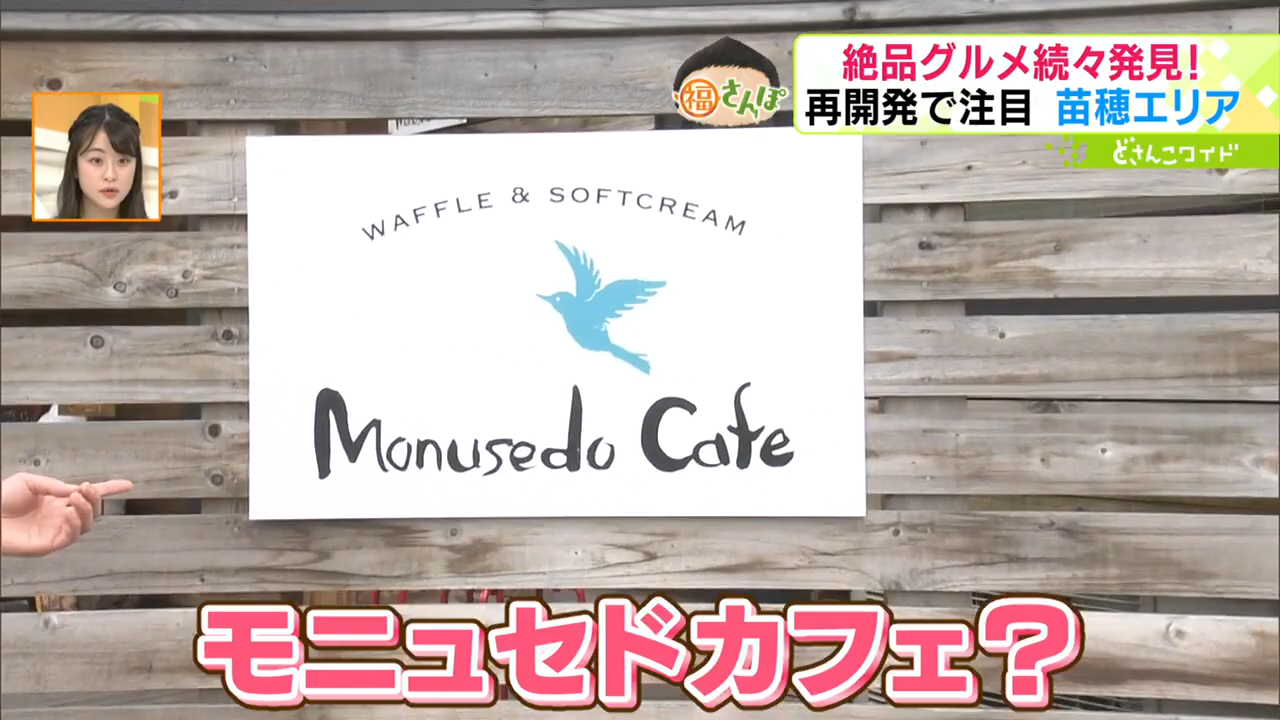 絶品グルメ続々発見！
福さんぽ
再開発で注目 苗穂エリア
どさんこワイド
WAFFLE & SOFTCREAM
Monusedo Cafe
モニュセドカフェ？